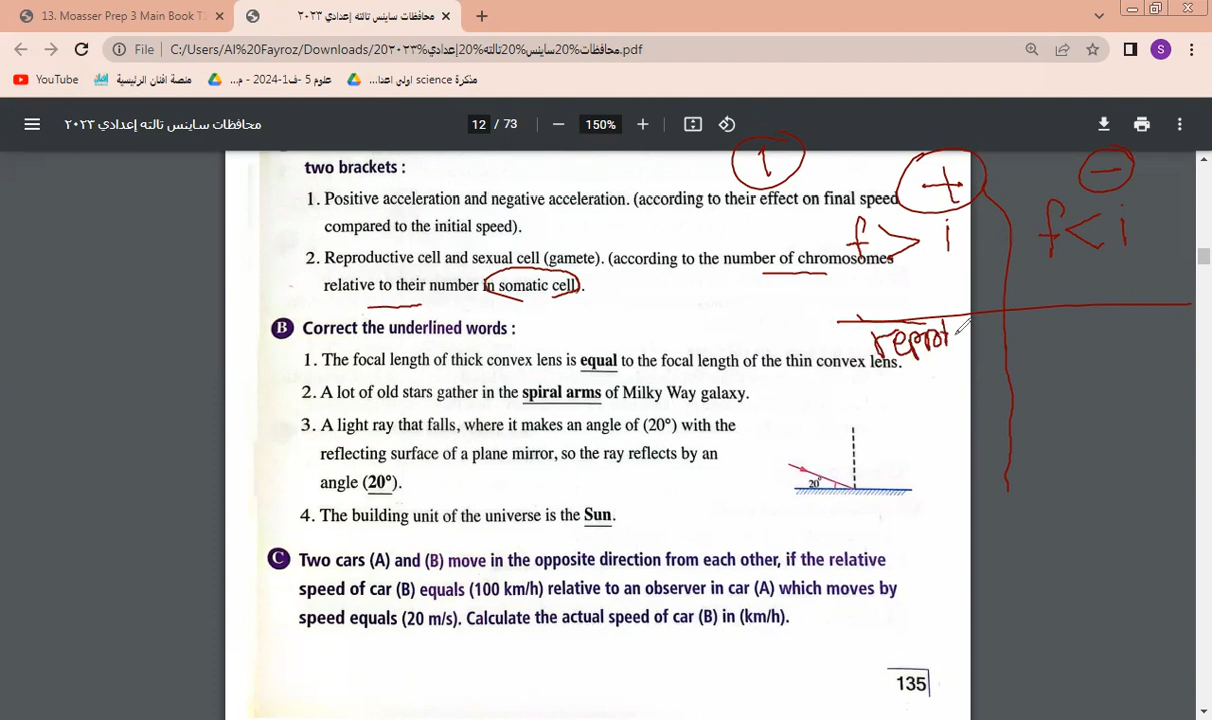 13. Moasser Prep 3 Main Book T
محافظات ساينس تالته إعدادي ٢٠٢٣
File
C:/Users/Al%20Fayroz/Downloads/20٢٠٢٣%إعدادي20%تالته20%ساينس20%محافظات.pdf
S
YouTube
منصة افنان الرئيسية
علوم 5 -ف1-2024 - م...
مذكرة science اولي اعدا...
محافظات ساينس تالته إعدادي ٢٠٢٣
12 / 73
150%
two brackets :
1. Positive acceleration and negative acceleration. (according to their effect on final speed
compared to the initial speed).
2. Reproductive cell and sexual cell (gamete). (according to the number of chromosomes
relative to their number in somatic cell).
1
+
−
f > i
f < i
B Correct the underlined words :
1. The focal length of thick convex lens is equal to the focal length of the thin convex lens.
2. A lot of old stars gather in the spiral arms of Milky Way galaxy.
3. A light ray that falls, where it makes an angle of (20°) with the
reflecting surface of a plane mirror, so the ray reflects by an
angle (20°).
20°
4. The building unit of the universe is the Sun.
C Two cars (A) and (B) move in the opposite direction from each other, if the relative
speed of car (B) equals (100 km/h) relative to an observer in car (A) which moves by
speed equals (20 m/s). Calculate the actual speed of car (B) in (km/h).
135